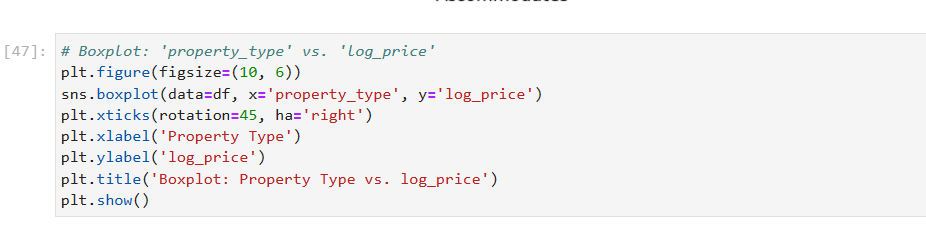 [47]: # Boxplot: 'property_type' vs. 'log_price'
plt.figure(figsize=(10, 6))
sns.boxplot(data=df, x='property_type', y='log_price')
plt.xticks(rotation=45, ha='right')
plt.xlabel('Property Type')
plt.ylabel('log_price')
plt.title('Boxplot: Property Type vs. log_price')
plt.show()